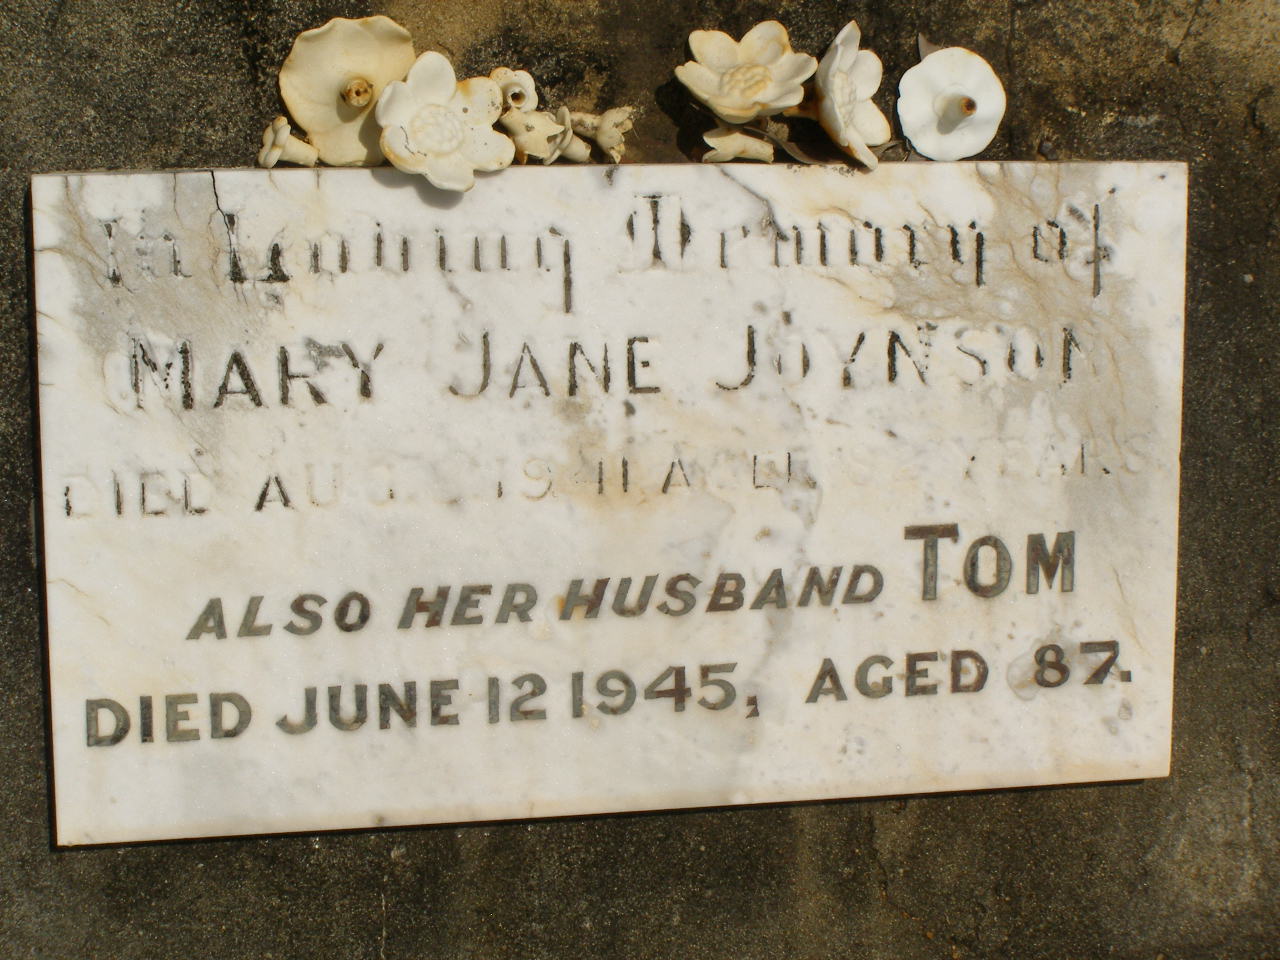 In Loving Memory of
MARY JANE JOYNSON
DIED AUG. 1941 AGED YEARS
ALSO HER HUSBAND TOM
DIED JUNE 12 1945, AGED 87.